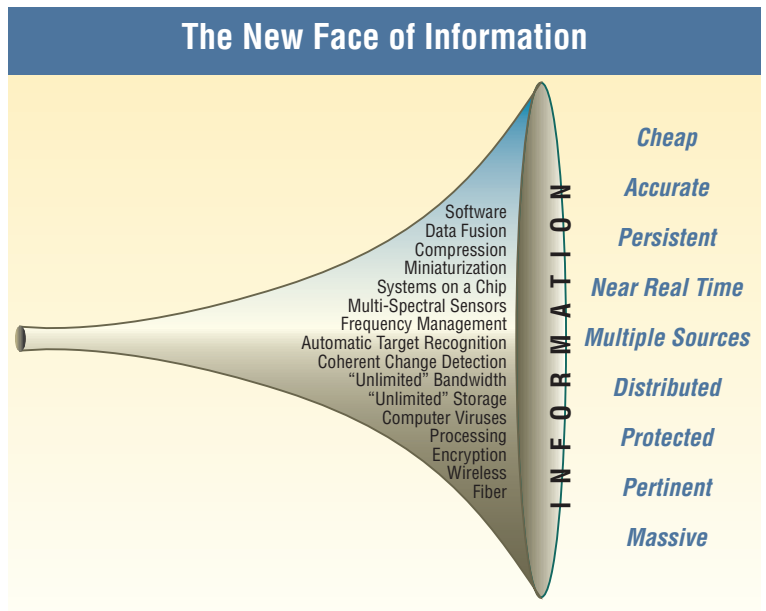 The New Face of Information
Software
Data Fusion
Compression
Miniaturization
Systems on a Chip
Multi-Spectral Sensors
Frequency Management
Automatic Target Recognition
Coherent Change Detection
“Unlimited” Bandwidth
“Unlimited” Storage
Computer Viruses
Processing
Encryption
Wireless
Fiber
INFORMATION
Cheap
Accurate
Persistent
Near Real Time
Multiple Sources
Distributed
Protected
Pertinent
Massive